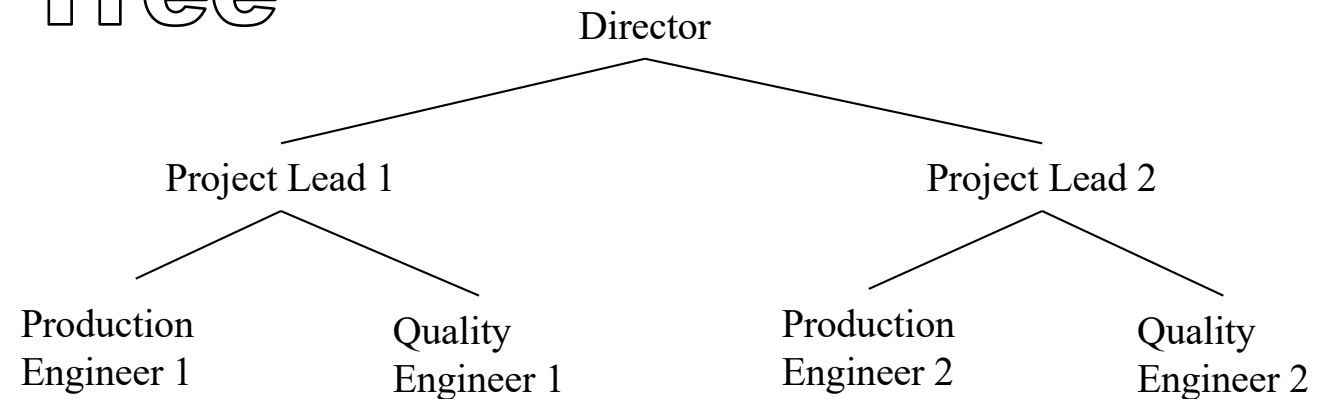 Tree
Director
Project Lead 1
Project Lead 2
Production
Engineer 1
Quality
Engineer 1
Production
Engineer 2
Quality
Engineer 2